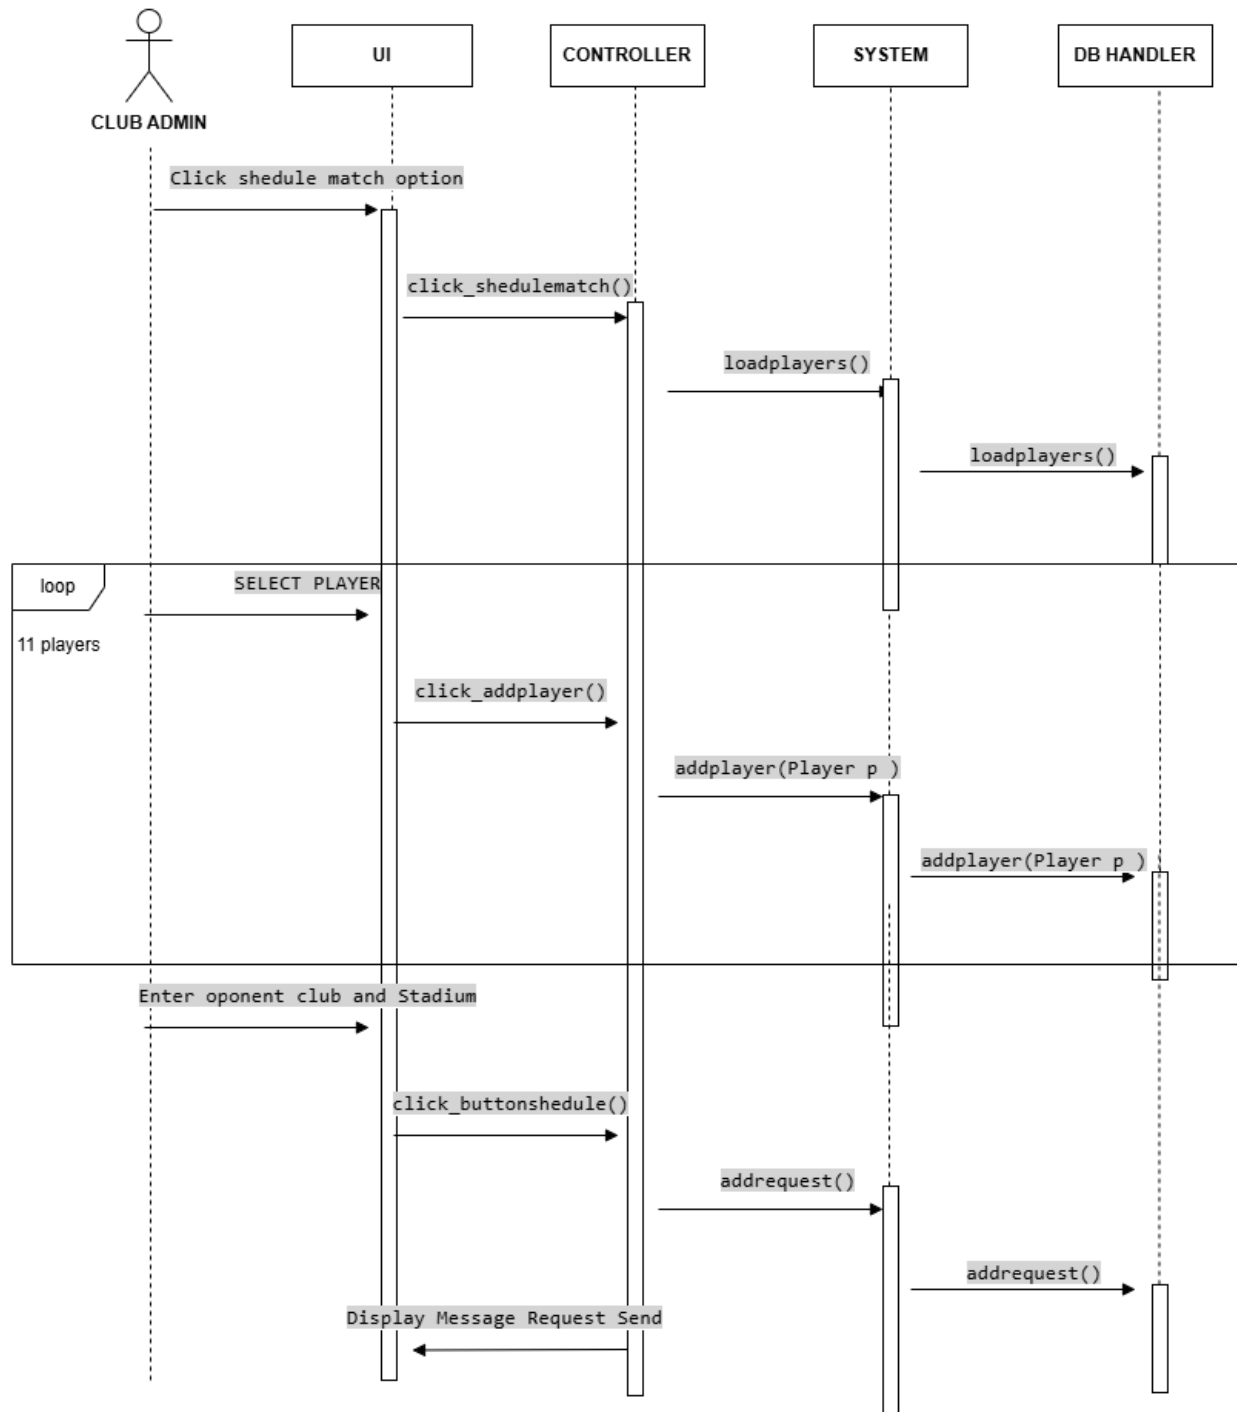 UI
CONTROLLER
SYSTEM
DB HANDLER
CLUB ADMIN
Click shedule match option
click_shedulematch()
loadplayers()
loadplayers()
loop
SELECT PLAYER
11 players
click_addplayer()
addplayer(Player p )
addplayer(Player p )
Enter oponent club and Stadium
click_buttonshedule()
addrequest()
addrequest()
Display Message Request Send